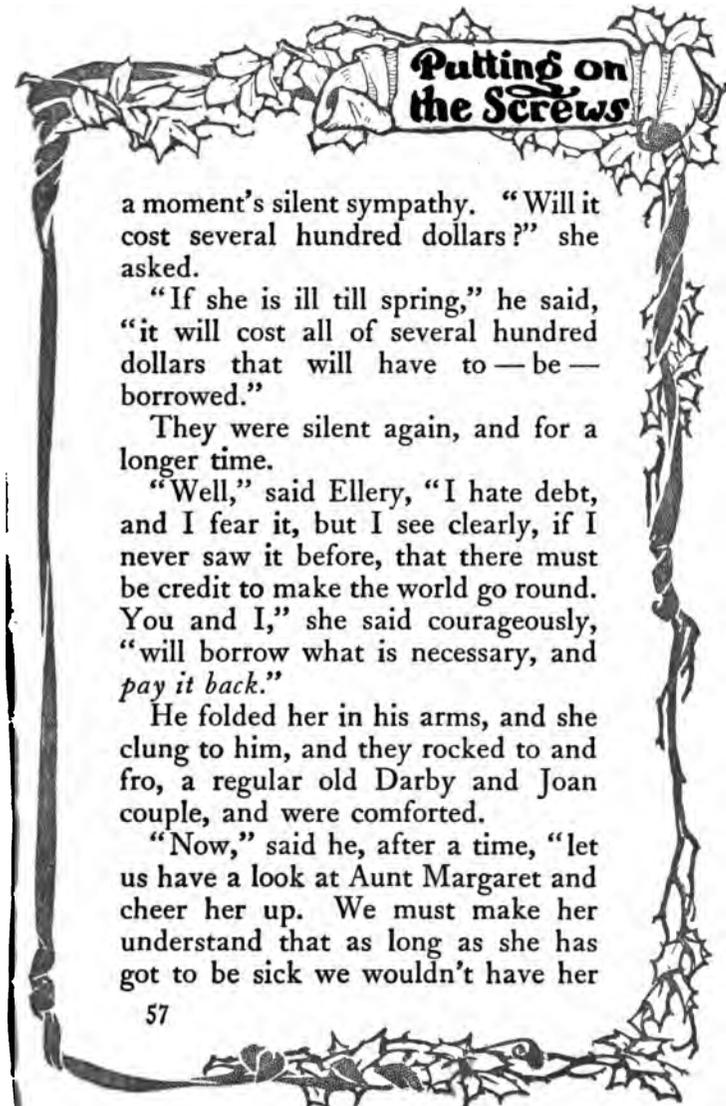 Putting on
the Screws
a moment's silent sympathy. “Will it
cost several hundred dollars?” she
asked.
“If she is ill till spring,” he said,
“it will cost all of several hundred
dollars that will have to — be —
borrowed.”
They were silent again, and for a
longer time.
“Well,” said Ellery, “I hate debt,
and I fear it, but I see clearly, if I
never saw it before, that there must
be credit to make the world go round.
You and I,” she said courageously,
“will borrow what is necessary, and
pay it back.”
He folded her in his arms, and she
clung to him, and they rocked to and
fro, a regular old Darby and Joan
couple, and were comforted.
“Now,” said he, after a time, “let
us have a look at Aunt Margaret and
cheer her up. We must make her
understand that as long as she has
got to be sick we wouldn't have her
57